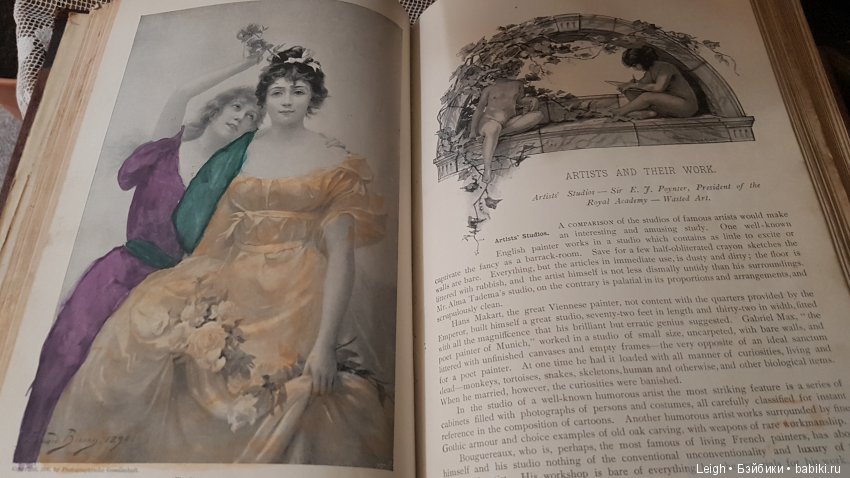 ARTISTS AND THEIR WORK.
Artists' Studios — Sir E. J. Poynter, President of the
Royal Academy — Wasted Art.
A COMPARISON of the studios of famous artists would make
Artists' Studios. an interesting and amusing study. One well-known
English painter works in a studio which contains as little to excite or
captivate the fancy as a barrack-room. Save for a few half-obliterated crayon sketches the
walls are bare. Everything, but the articles in immediate use, is dusty and dirty; the floor is
littered with rubbish, and the artist himself is not less dismally untidy than his surroundings.
Mr. Alma Tadema's studio, on the contrary is palatial in its proportions and arrangements, and
scrupulously clean.
Hans Makart, the great Viennese painter, not content with the quarters provided by the
Emperor, built himself a great studio, seventy-two feet in length and thirty-two in width, fitted
with all the magnificence that his brilliant but erratic genius suggested. Gabriel Max, "the
poet painter of Munich," worked in a studio of small size, uncarpeted, with bare walls, and
littered with unfinished canvases and empty frames—the very opposite of an ideal sanctum
for a poet painter. At one time he had it loaded with all manner of curiosities, living and
dead—monkeys, tortoises, snakes, skeletons, human and otherwise, and other biological items.
When he married, however, the curiosities were banished.
In the studio of a well-known humorous artist the most striking feature is a series of
cabinets filled with photographs of persons and costumes, all carefully classified for instant
reference in the composition of cartoons. Another humorous artist works surrounded by fine
Gothic armour and choice examples of old oak carving, with weapons of rare workmanship.
Bouguereaux, who is, perhaps, the most famous of living French painters, has also
himself and his studio nothing of the conventional unconventionality and luxury of
His workshop is bare of everything
Leigh • Бэйбики • babiki.ru